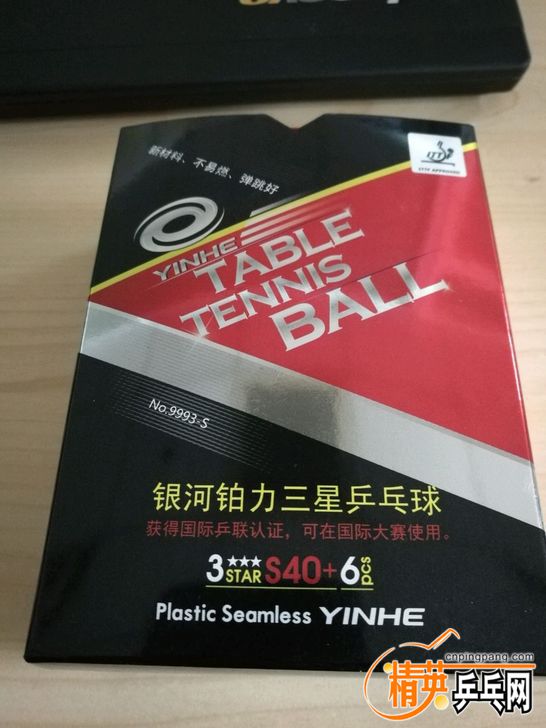 ITTF APPROVED
新材料、不易燃、弹跳好
YINHE
TABLE
TENNIS
BALL
No.9993-S
银河铂力三星乒乓球
获得国际乒联认证，可在国际大赛使用。
3 STAR S40+ 6 pcs
Plastic Seamless YINHE
cnpingpang.com
精英乒乓网